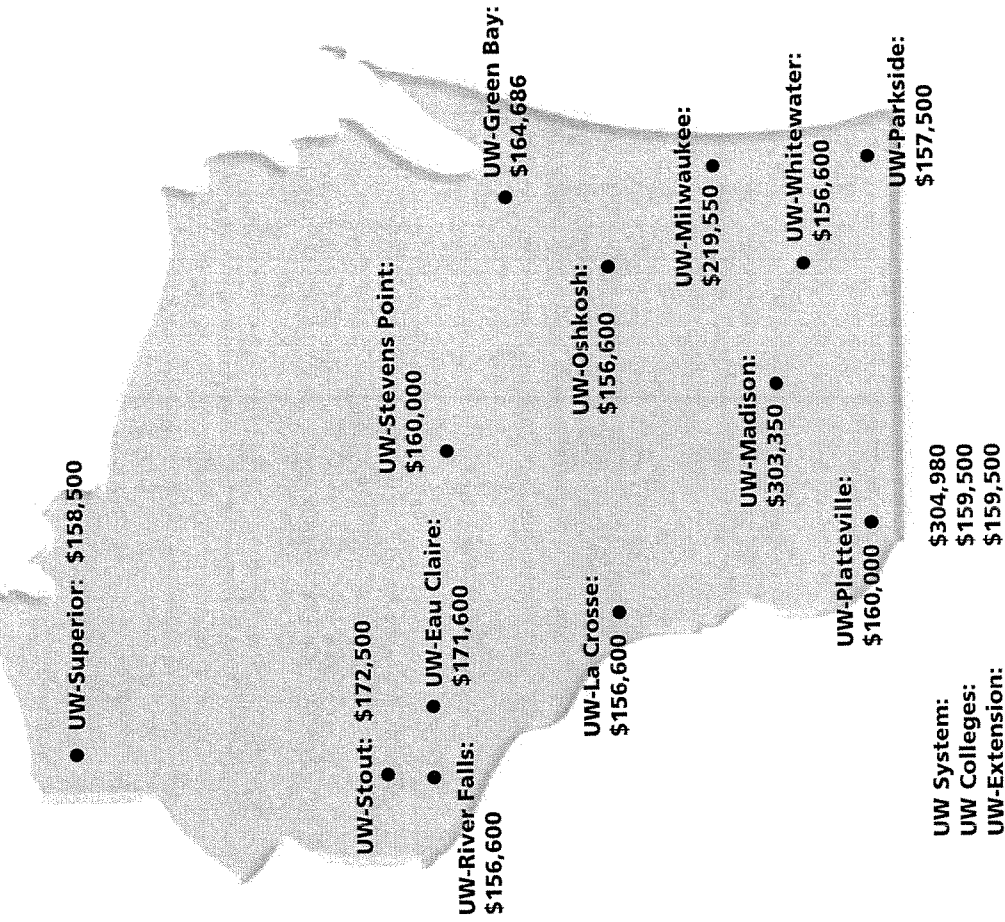 UW-Superior: $158,500
UW-Stout: $172,500
UW-Eau Claire:
$171,600
UW-River Falls:
$156,600
UW-Stevens Point:
$160,000
UW-Green Bay:
$164,686
UW-La Crosse:
$156,600
UW-Oshkosh:
$156,600
UW-Milwaukee:
$219,550
UW-Madison:
$303,350
UW-Whitewater:
$156,600
UW-Platteville:
$160,000
UW-Parkside:
$157,500
UW System: $304,980
UW Colleges: $159,500
UW-Extension: $159,500